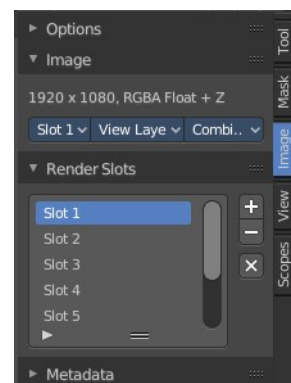 Options
Image
1920 x 1080, RGBA Float + Z
Slot 1 View Laye Combi..
Render Slots
Slot 1
Slot 2
Slot 3
Slot 4
Slot 5
Metadata
Tool
Mask
Image
View
Scopes